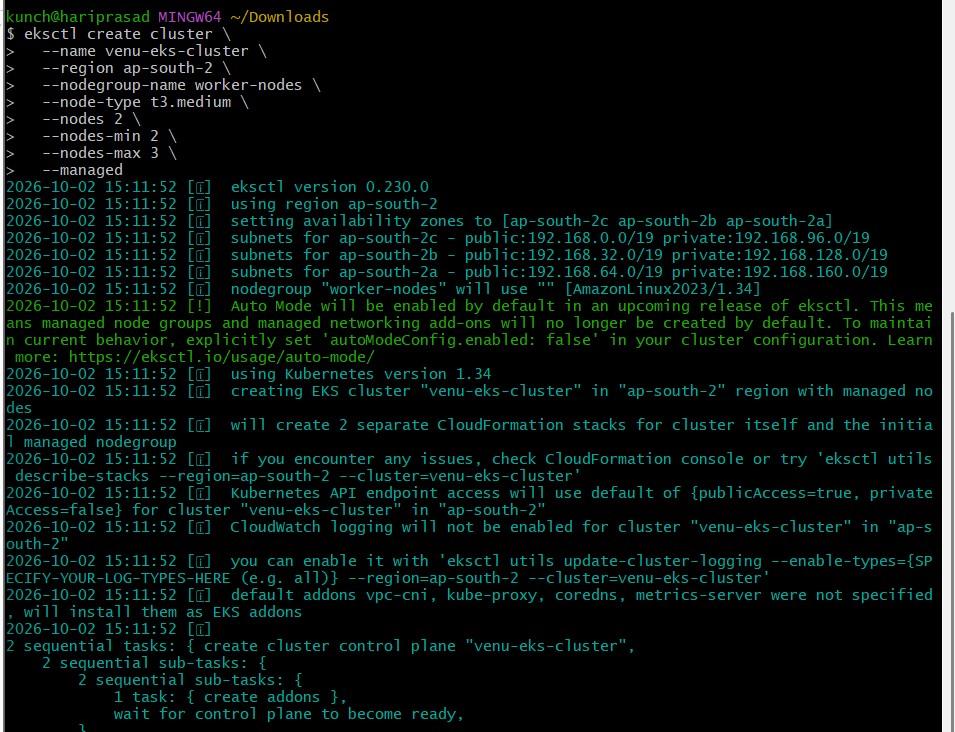 kunch@hariprasad MINGW64 ~/Downloads
$ eksctl create cluster \
>   --name venu-eks-cluster \
>   --region ap-south-2 \
>   --nodegroup-name worker-nodes \
>   --node-type t3.medium \
>   --nodes 2 \
>   --nodes-min 2 \
>   --nodes-max 3 \
>   --managed
2026-10-02 15:11:52 [ℹ]  eksctl version 0.230.0
2026-10-02 15:11:52 [ℹ]  using region ap-south-2
2026-10-02 15:11:52 [ℹ]  setting availability zones to [ap-south-2c ap-south-2b ap-south-2a]
2026-10-02 15:11:52 [ℹ]  subnets for ap-south-2c - public:192.168.0.0/19 private:192.168.96.0/19
2026-10-02 15:11:52 [ℹ]  subnets for ap-south-2b - public:192.168.32.0/19 private:192.168.128.0/19
2026-10-02 15:11:52 [ℹ]  subnets for ap-south-2a - public:192.168.64.0/19 private:192.168.160.0/19
2026-10-02 15:11:52 [ℹ]  nodegroup "worker-nodes" will use "" [AmazonLinux2023/1.34]
2026-10-02 15:11:52 [!]  Auto Mode will be enabled by default in an upcoming release of eksctl. This me
ans managed node groups and managed networking add-ons will no longer be created by default. To maintai
n current behavior, explicitly set 'autoModeConfig.enabled: false' in your cluster configuration. Learn
 more: https://eksctl.io/usage/auto-mode/
2026-10-02 15:11:52 [ℹ]  using Kubernetes version 1.34
2026-10-02 15:11:52 [ℹ]  creating EKS cluster "venu-eks-cluster" in "ap-south-2" region with managed no
des
2026-10-02 15:11:52 [ℹ]  will create 2 separate CloudFormation stacks for cluster itself and the initia
l managed nodegroup
2026-10-02 15:11:52 [ℹ]  if you encounter any issues, check CloudFormation console or try 'eksctl utils
 describe-stacks --region=ap-south-2 --cluster=venu-eks-cluster'
2026-10-02 15:11:52 [ℹ]  Kubernetes API endpoint access will use default of {publicAccess=true, private
Access=false} for cluster "venu-eks-cluster" in "ap-south-2"
2026-10-02 15:11:52 [ℹ]  CloudWatch logging will not be enabled for cluster "venu-eks-cluster" in "ap-s
outh-2"
2026-10-02 15:11:52 [ℹ]  you can enable it with 'eksctl utils update-cluster-logging --enable-types={SP
ECIFY-YOUR-LOG-TYPES-HERE (e.g. all)} --region=ap-south-2 --cluster=venu-eks-cluster'
2026-10-02 15:11:52 [ℹ]  default addons vpc-cni, kube-proxy, coredns, metrics-server were not specified
, will install them as EKS addons
2026-10-02 15:11:52 [ℹ]
2 sequential tasks: { create cluster control plane "venu-eks-cluster",
    2 sequential sub-tasks: {
        2 sequential sub-tasks: {
            1 task: { create addons },
            wait for control plane to become ready,
        }